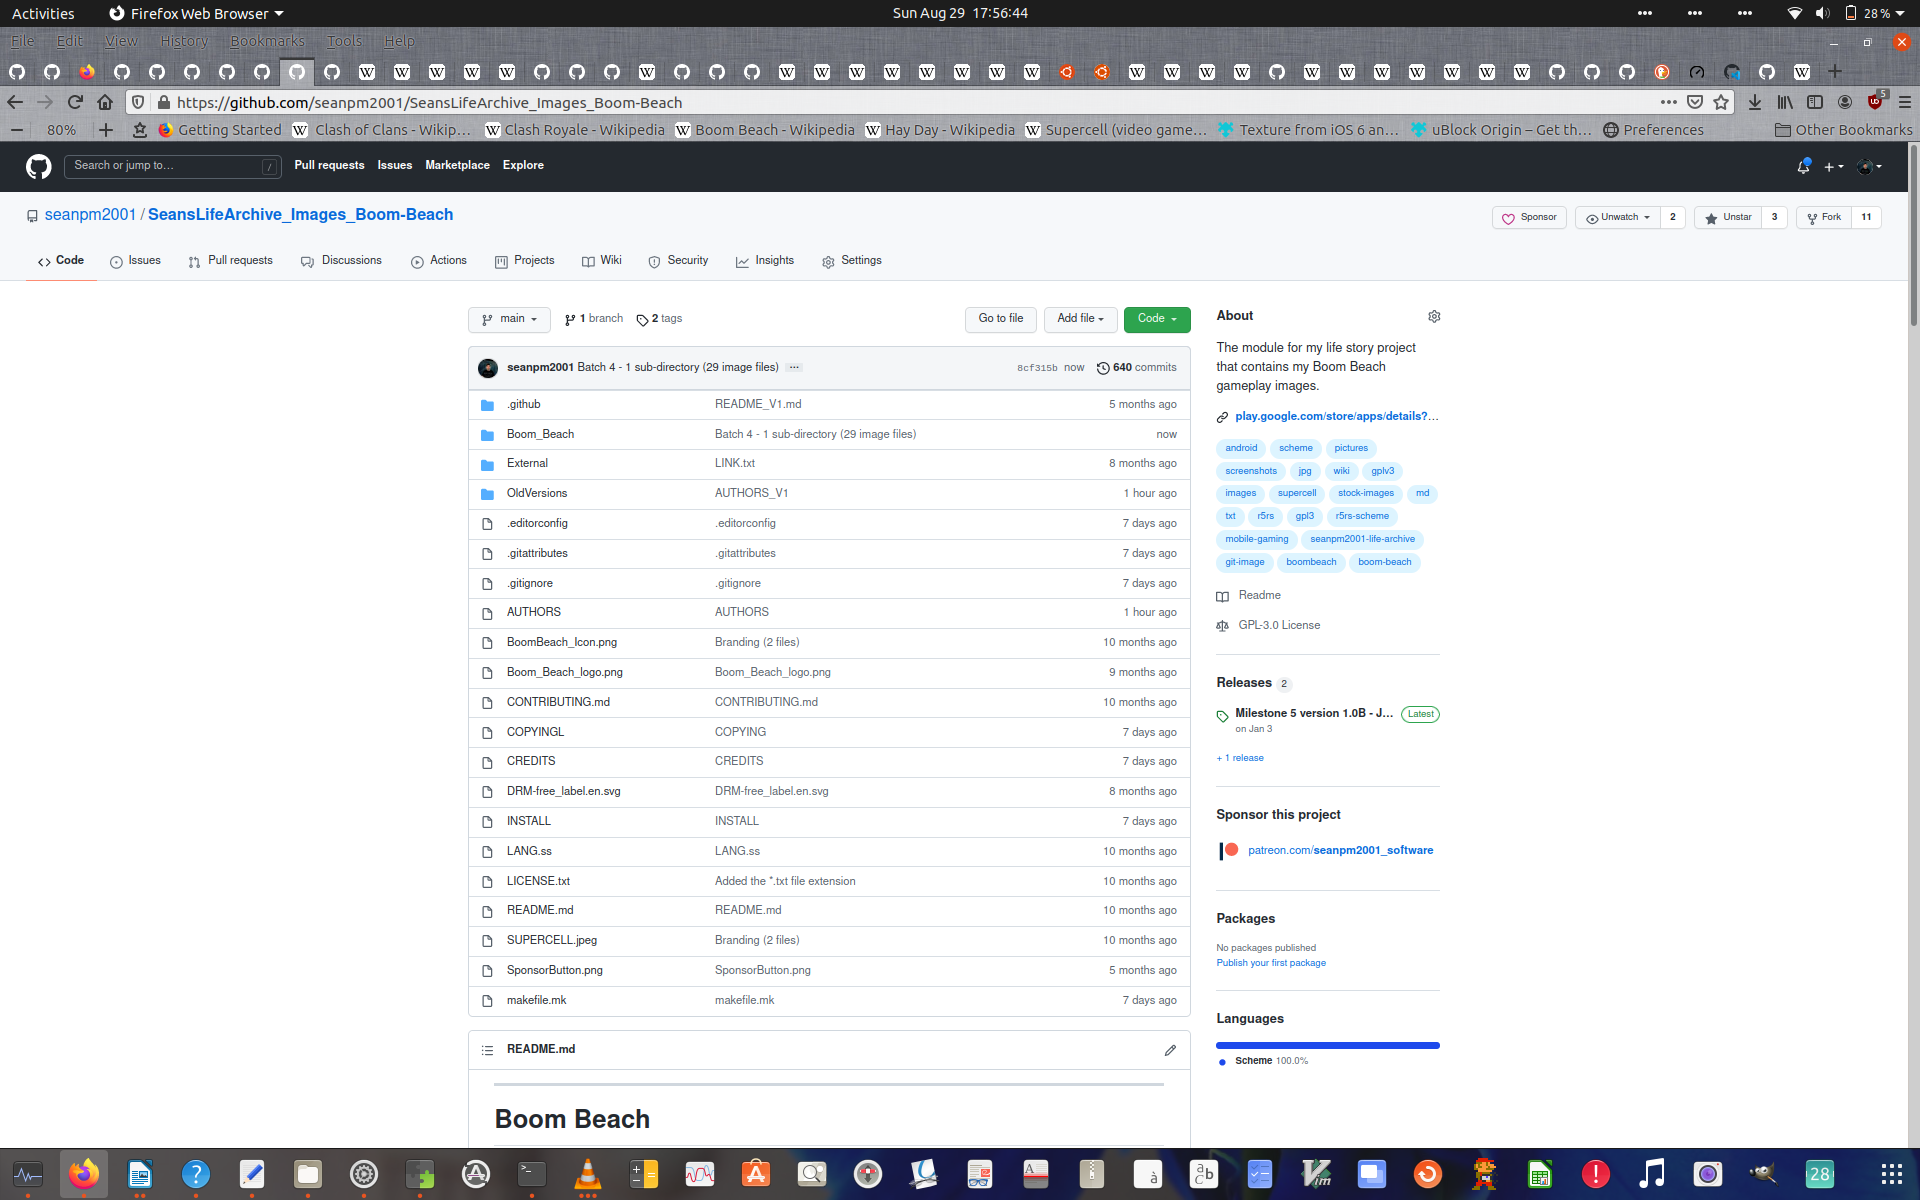 Activities Firefox Web Browser Sun Aug 29 17:56:44 28 %
File Edit View History Bookmarks Tools Help
https://github.com/seanpm2001/SeansLifeArchive_Images_Boom-Beach 5
80% Getting Started Clash of Clans - Wikip… Clash Royale - Wikipedia Boom Beach - Wikipedia Hay Day - Wikipedia Supercell (video game… Texture from iOS 6 an… uBlock Origin – Get th… Preferences Other Bookmarks
Search or jump to… / Pull requests Issues Marketplace Explore
seanpm2001 / SeansLifeArchive_Images_Boom-Beach Sponsor Unwatch 2 Unstar 3 Fork 11
Code Issues Pull requests Discussions Actions Projects Wiki Security Insights Settings
main 1 branch 2 tags Go to file Add file Code
seanpm2001 Batch 4 - 1 sub-directory (29 image files) ... 8cf315b now 640 commits
.github README_V1.md 5 months ago
Boom_Beach Batch 4 - 1 sub-directory (29 image files) now
External LINK.txt 8 months ago
OldVersions AUTHORS_V1 1 hour ago
.editorconfig .editorconfig 7 days ago
.gitattributes .gitattributes 7 days ago
.gitignore .gitignore 7 days ago
AUTHORS AUTHORS 1 hour ago
BoomBeach_Icon.png Branding (2 files) 10 months ago
Boom_Beach_logo.png Boom_Beach_logo.png 9 months ago
CONTRIBUTING.md CONTRIBUTING.md 10 months ago
COPYINGL COPYING 7 days ago
CREDITS CREDITS 7 days ago
DRM-free_label.en.svg DRM-free_label.en.svg 8 months ago
INSTALL INSTALL 7 days ago
LANG.ss LANG.ss 10 months ago
LICENSE.txt Added the *.txt file extension 10 months ago
README.md README.md 10 months ago
SUPERCELL.jpeg Branding (2 files) 10 months ago
SponsorButton.png SponsorButton.png 5 months ago
makefile.mk makefile.mk 7 days ago
README.md
Boom Beach
About
The module for my life story project
that contains my Boom Beach
gameplay images.
play.google.com/store/apps/details?…
android scheme pictures
screenshots jpg wiki gplv3
images supercell stock-images md
txt r5rs gpl3 r5rs-scheme
mobile-gaming seanpm2001-life-archive
git-image boombeach boom-beach
Readme
GPL-3.0 License
Releases 2
Milestone 5 version 1.0B - J… Latest
on Jan 3
+ 1 release
Sponsor this project
patreon.com/seanpm2001_software
Packages
No packages published
Publish your first package
Languages
Scheme 100.0%
28